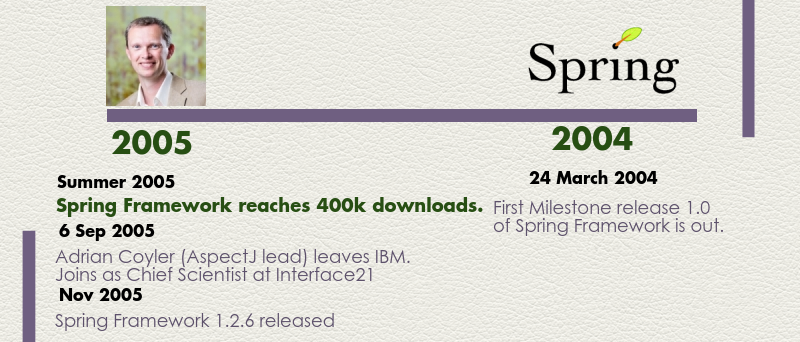 Spring
2005
Summer 2005
Spring Framework reaches 400k downloads.
6 Sep 2005
Adrian Coyler (AspectJ lead) leaves IBM.
Joins as Chief Scientist at Interface21
Nov 2005
Spring Framework 1.2.6 released
2004
24 March 2004
First Milestone release 1.0
of Spring Framework is out.